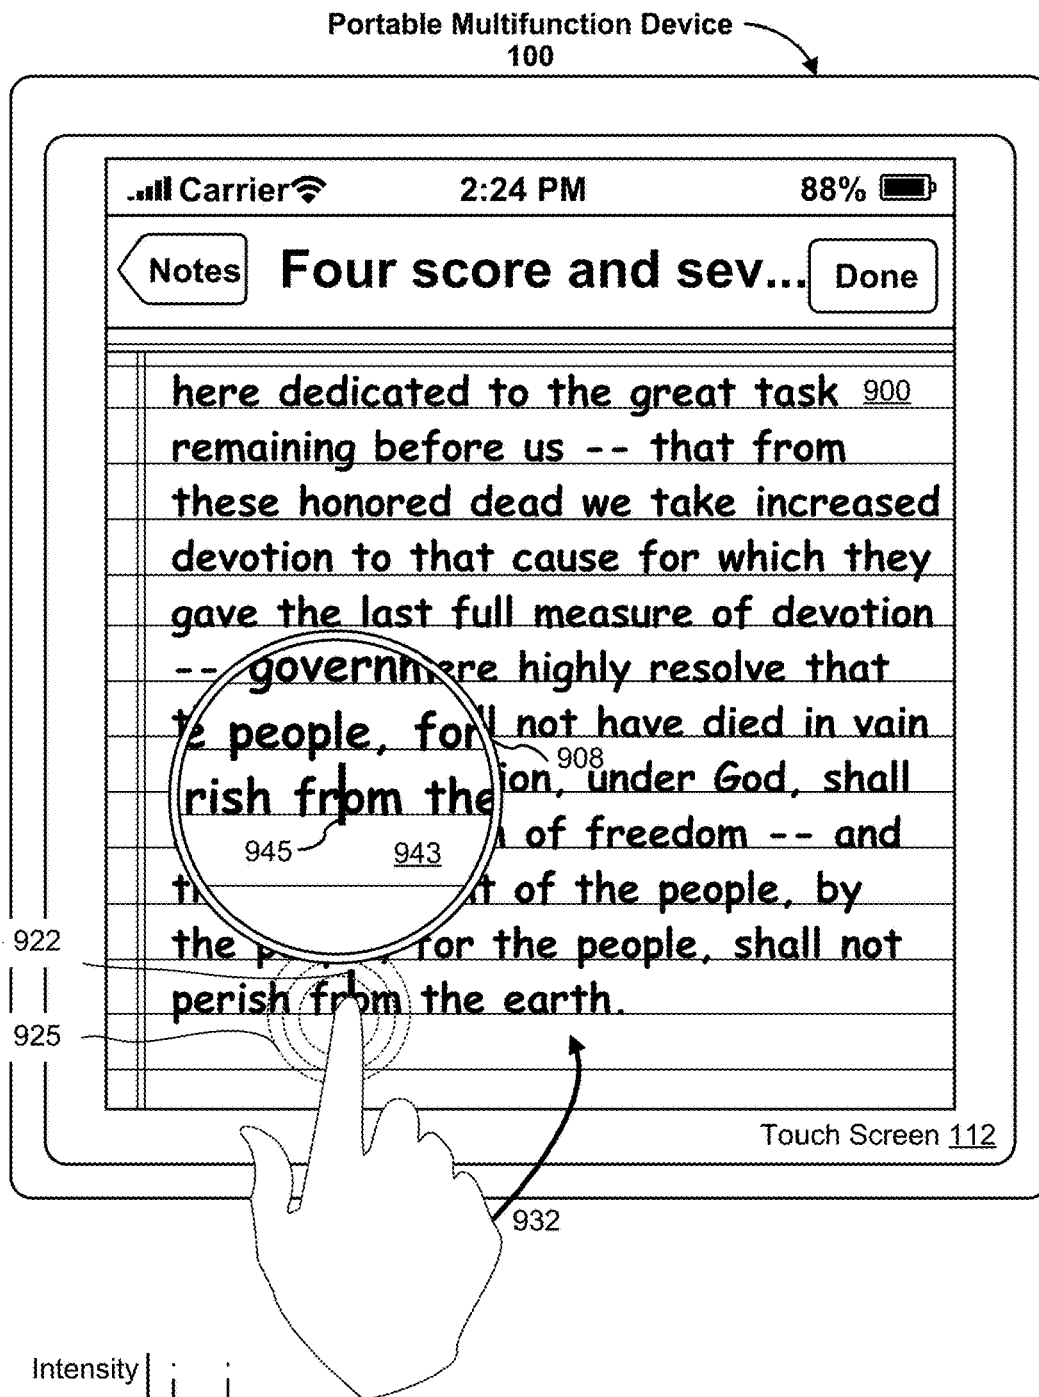 Portable Multifunction Device
100
Carrier 2:24 PM 88%
Notes Four score and sev... Done
here dedicated to the great task 900
remaining before us -- that from
these honored dead we take increased
devotion to that cause for which they
gave the last full measure of devotion
-- governm ere highly resolve that
e people, for l not have died in vain
908
ion, under God, shall
rish from the
n of freedom -- and
945 943
t of the people, by
922
the p for the people, shall not
perish from the earth.
925
Touch Screen 112
932
Intensity